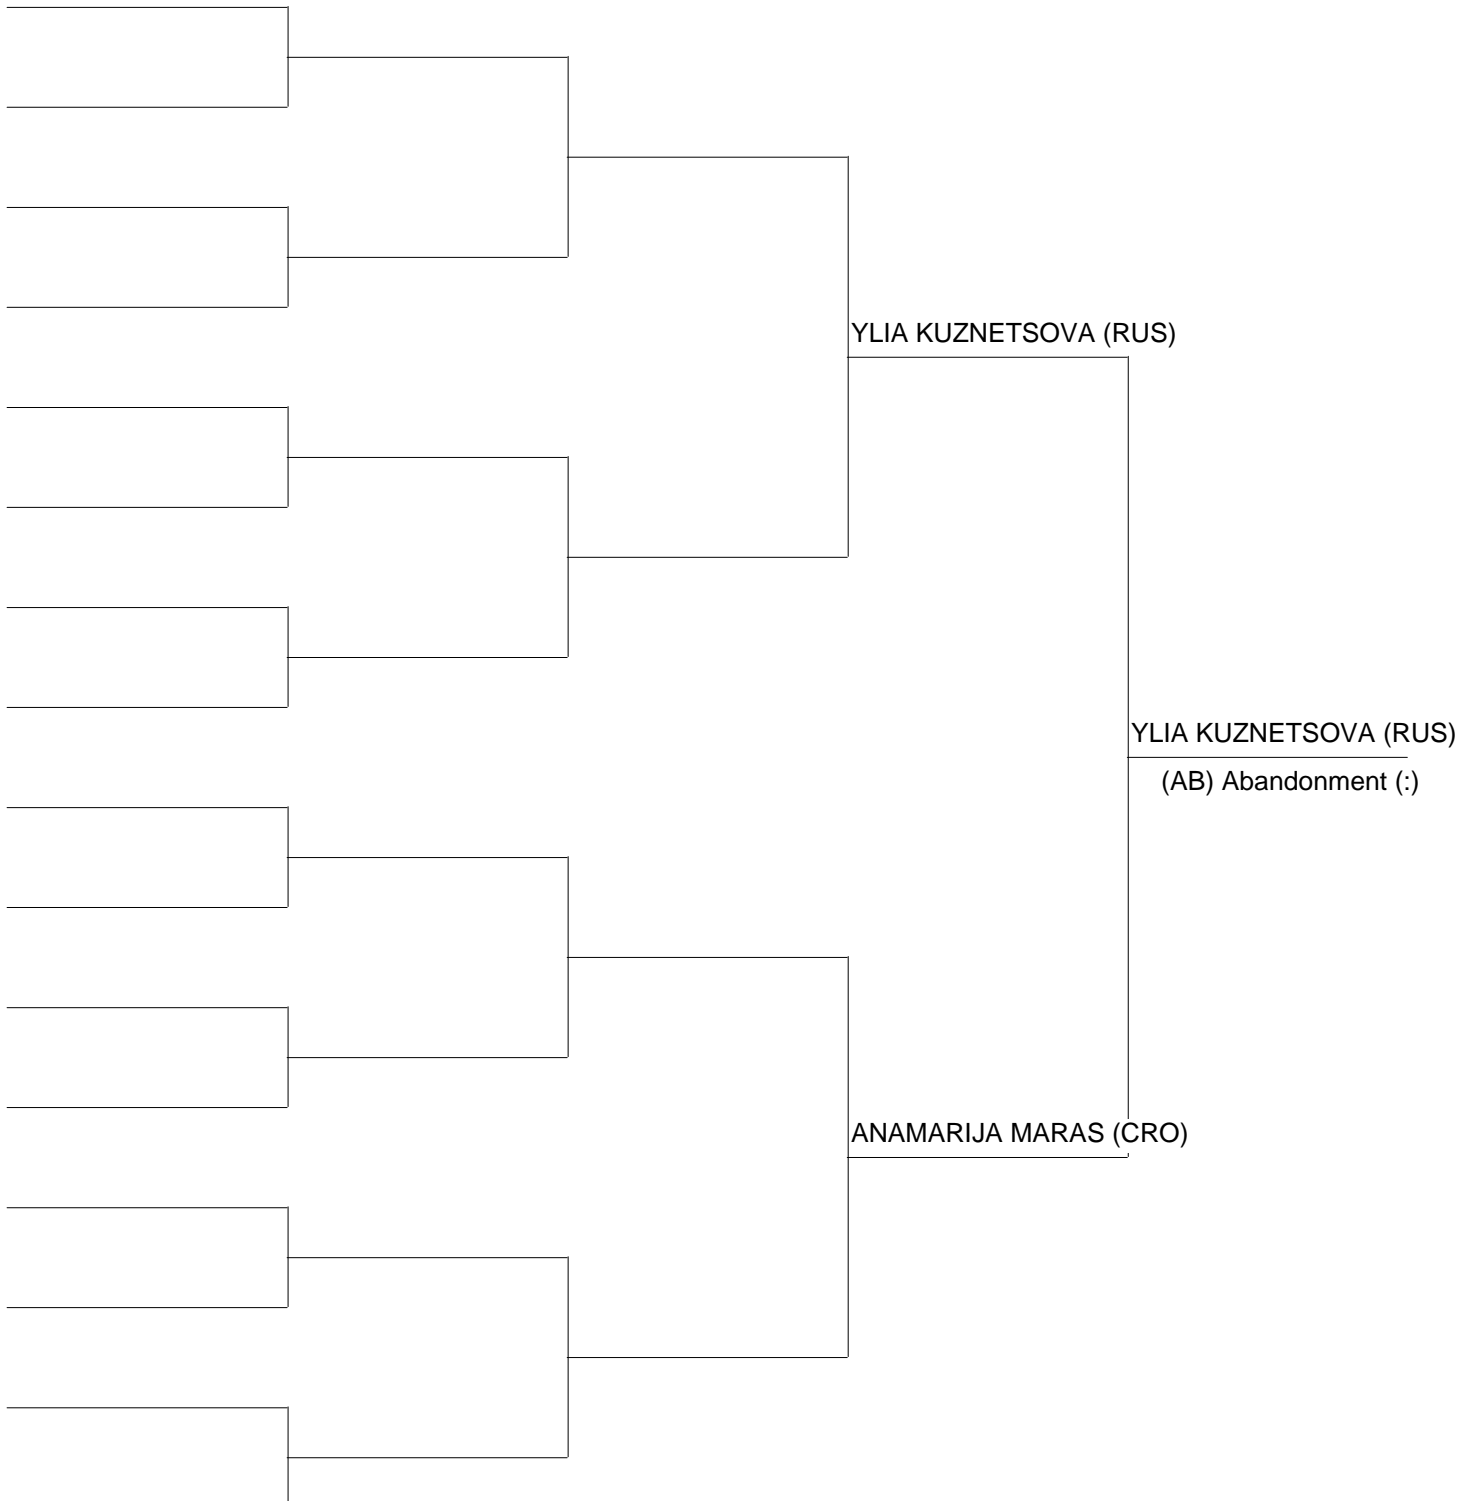 YLIA KUZNETSOVA (RUS)
YLIA KUZNETSOVA (RUS)
(AB) Abandonment (:)
ANAMARIJA MARAS (CRO)